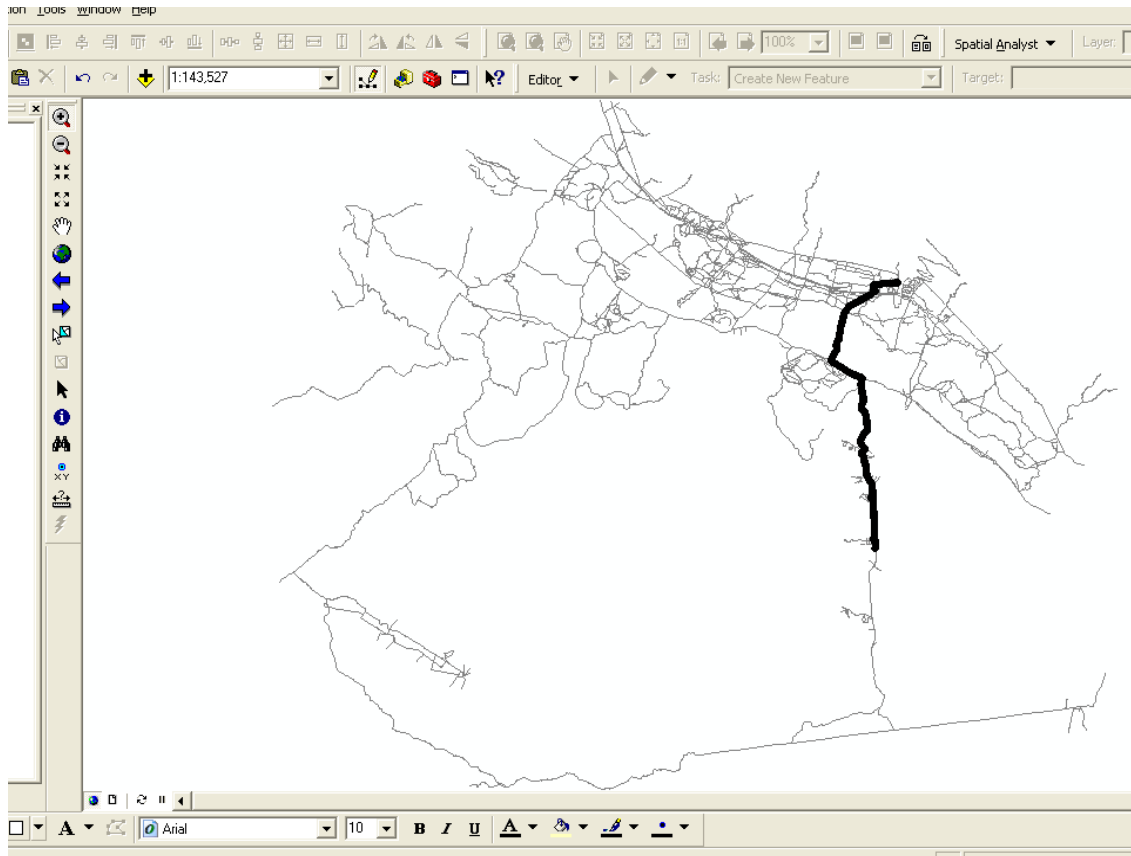 tion Tools Window Help
100% Spatial Analyst Layer:
1:143,527 Editor Task: Create New Feature Target:
XY
A Arial 10 B I U A